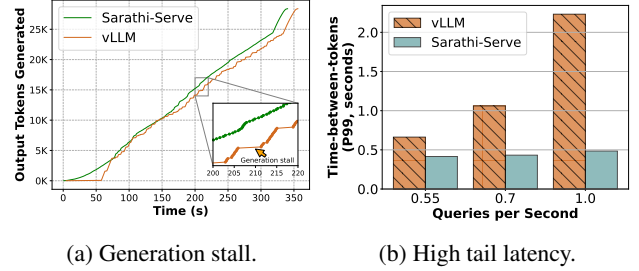 Output Tokens Generated
25K
20K
15K
10K
5K
0K
Sarathi-Serve
vLLM
Generation stall
200 205 210 215 220
0 50 100 150 200 250 300 350
Time (s)
(a) Generation stall.
Time-between-tokens
(P99, seconds)
2.0
1.5
1.0
0.5
0.0
vLLM
Sarathi-Serve
0.55 0.7 1.0
Queries per Second
(b) High tail latency.